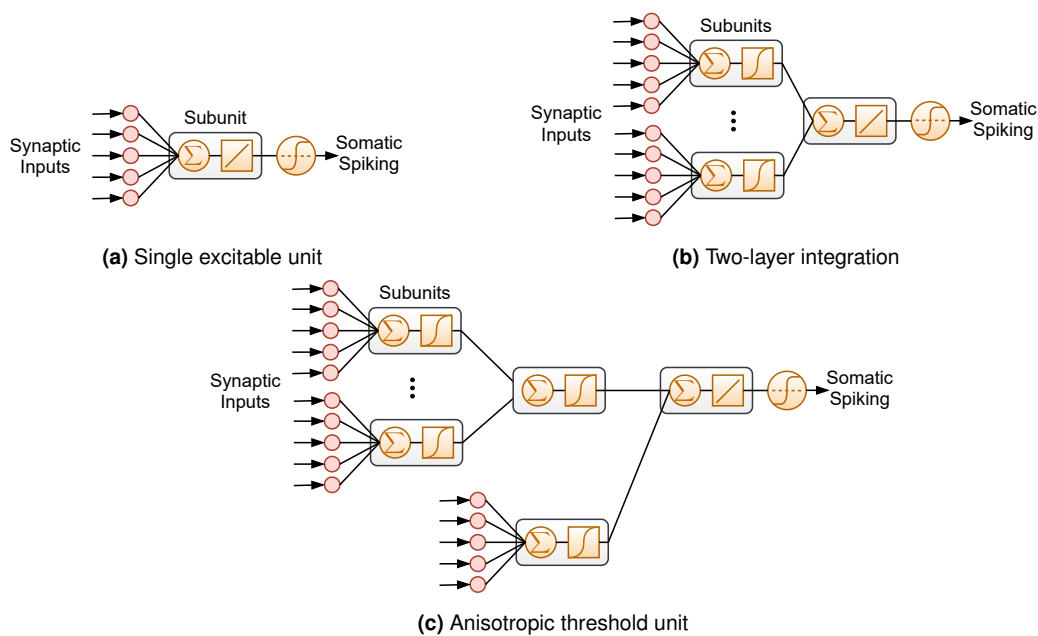 Subunit
Synaptic
Inputs
Σ
Somatic
Spiking
(a) Single excitable unit
Subunits
Σ
Synaptic
Inputs
Σ
Somatic
Spiking
Σ
(b) Two-layer integration
Subunits
Σ
Synaptic
Inputs
Σ
Σ
Somatic
Spiking
Σ
Σ
(c) Anisotropic threshold unit